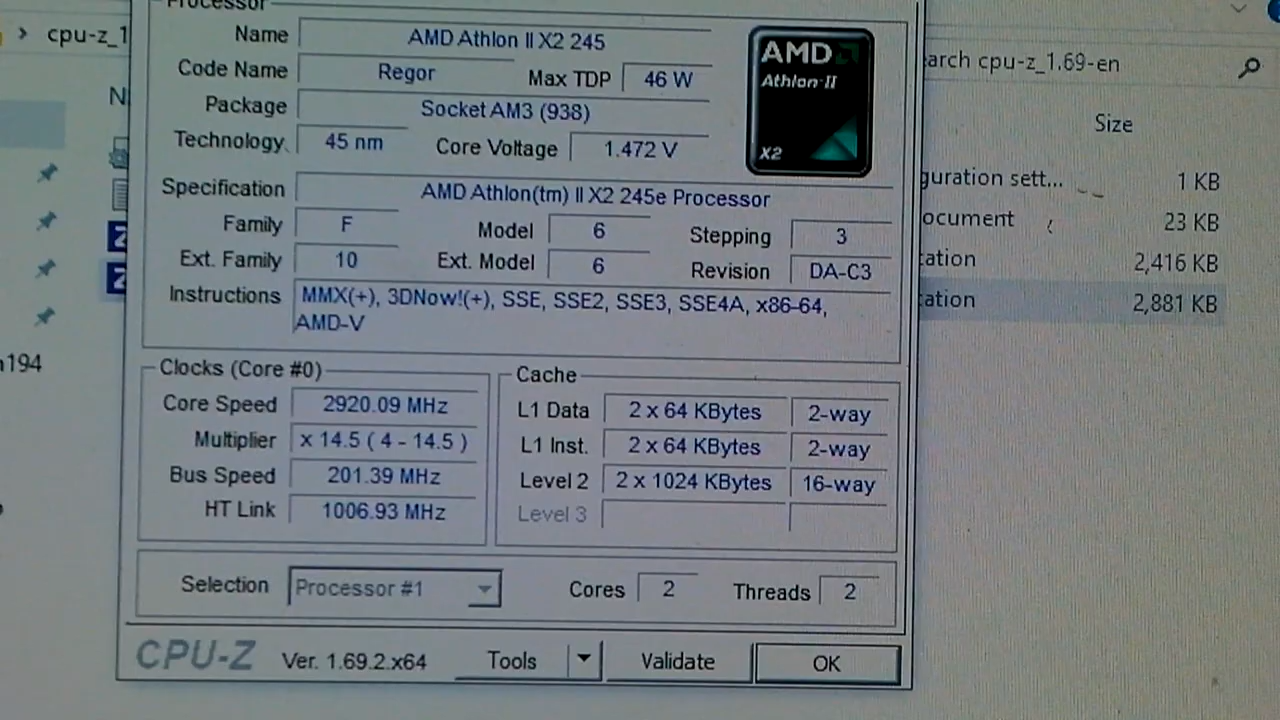 Processor
cpu-z_1
Name AMD Athlon II X2 245
Code Name Regor Max TDP 46 W
Package Socket AM3 (938)
Technology 45 nm Core Voltage 1.472 V
AMD
Athlon II
X2
Specification AMD Athlon(tm) II X2 245e Processor
Family F Model 6 Stepping 3
Ext. Family 10 Ext. Model 6 Revision DA-C3
Instructions MMX(+), 3DNow!(+), SSE, SSE2, SSE3, SSE4A, x86-64,
AMD-V
Clocks (Core #0)
Core Speed 2920.09 MHz
Multiplier x 14.5 ( 4 - 14.5 )
Bus Speed 201.39 MHz
HT Link 1006.93 MHz
Cache
L1 Data 2 x 64 KBytes 2-way
L1 Inst. 2 x 64 KBytes 2-way
Level 2 2 x 1024 KBytes 16-way
Level 3
Selection Processor #1 Cores 2 Threads 2
CPU-Z Ver. 1.69.2.x64 Tools Validate OK
arch cpu-z_1.69-en
N
Size
guration sett... 1 KB
ocument 23 KB
tation 2,416 KB
ation 2,881 KB
194